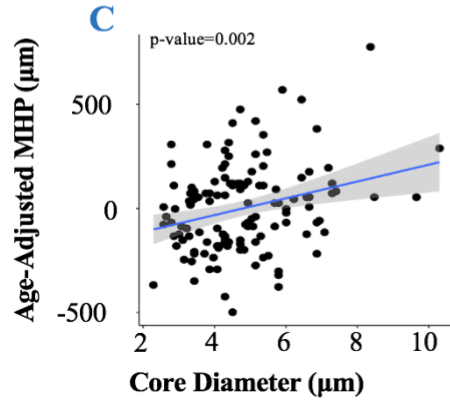 C
p-value=0.002
Age-Adjusted MHP (μm)
500
0
-500
2 4 6 8 10
Core Diameter (μm)